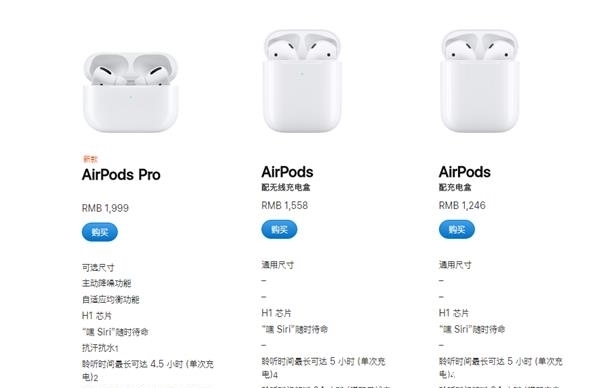 新款
AirPods Pro
RMB 1,999
购买
可选尺寸
主动降噪功能
自适应均衡功能
H1 芯片
“嘿 Siri”随时待命
抗汗抗水1
聆听时间最长可达 4.5 小时 (单次充
电)2
AirPods
配无线充电盒
RMB 1,558
购买
通用尺寸
–
–
H1 芯片
“嘿 Siri”随时待命
–
聆听时间最长可达 5 小时 (单次充
电)4
AirPods
配充电盒
RMB 1,246
购买
通用尺寸
–
–
H1 芯片
“嘿 Siri”随时待命
–
聆听时间最长可达 5 小时 (单次充
电)